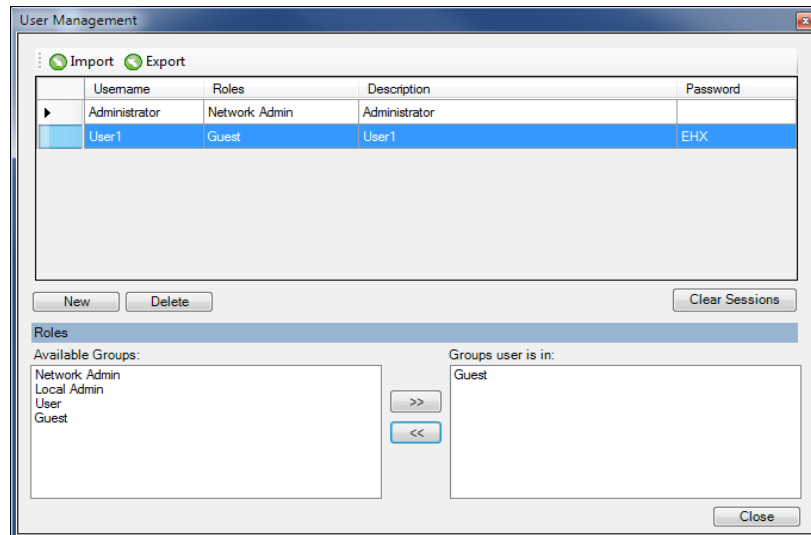 User Management
Import Export
Username Roles Description Password
Administrator Network Admin Administrator
User1 Guest User1 EHX
New Delete Clear Sessions
Roles
Available Groups: Groups user is in:
Network Admin Guest
Local Admin
User
Guest
>>
<<
Close